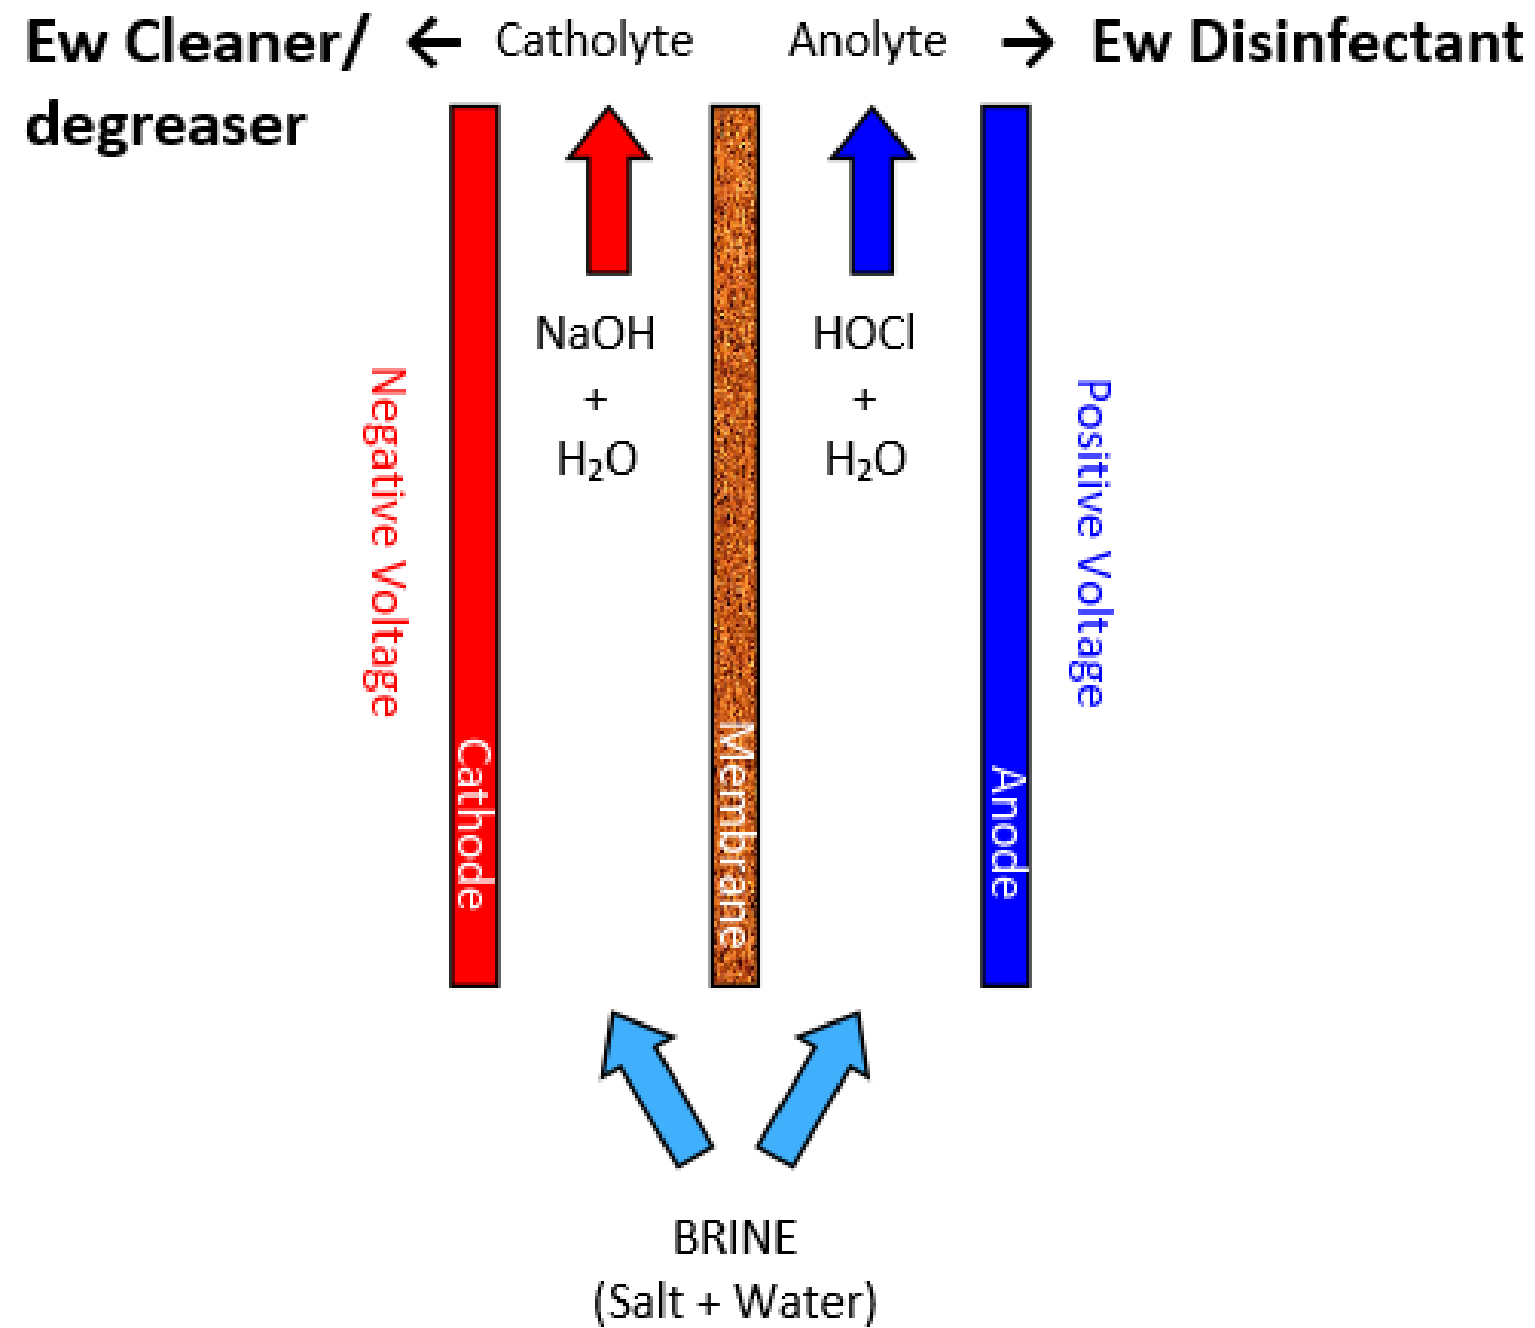 Ew Cleaner/ ← Catholyte Anolyte → Ew Disinfectant
degreaser
NaOH
+
H₂O
HOCl
+
H₂O
Negative Voltage
Cathode
Membrane
Anode
Positive Voltage
BRINE
(Salt + Water)